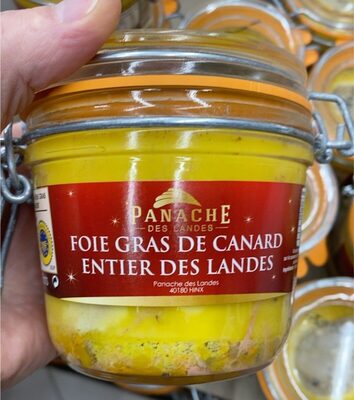 PANACHE
DES LANDES
FOIE GRAS DE CANARD
ENTIER DES LANDES
Panache des Landes
40180 HINX